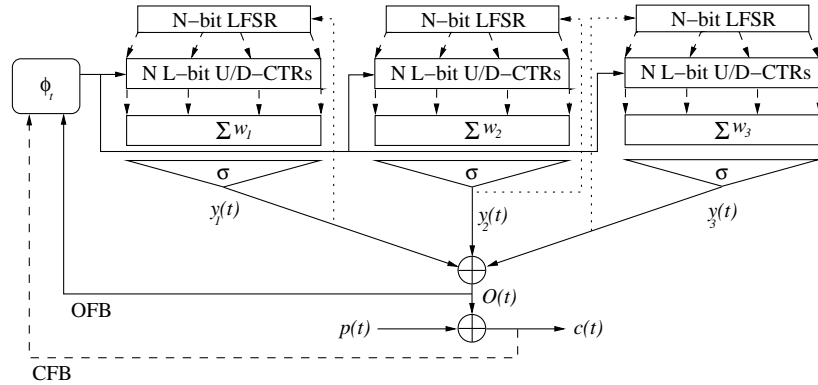 N−bit LFSR N−bit LFSR N−bit LFSR
N L−bit U/D−CTRs N L−bit U/D−CTRs N L−bit U/D−CTRs
ϕt
Σ w1 Σ w2 Σ w3
σ σ σ
y1(t) y2(t) y3(t)
O(t)
OFB
p(t) c(t)
CFB